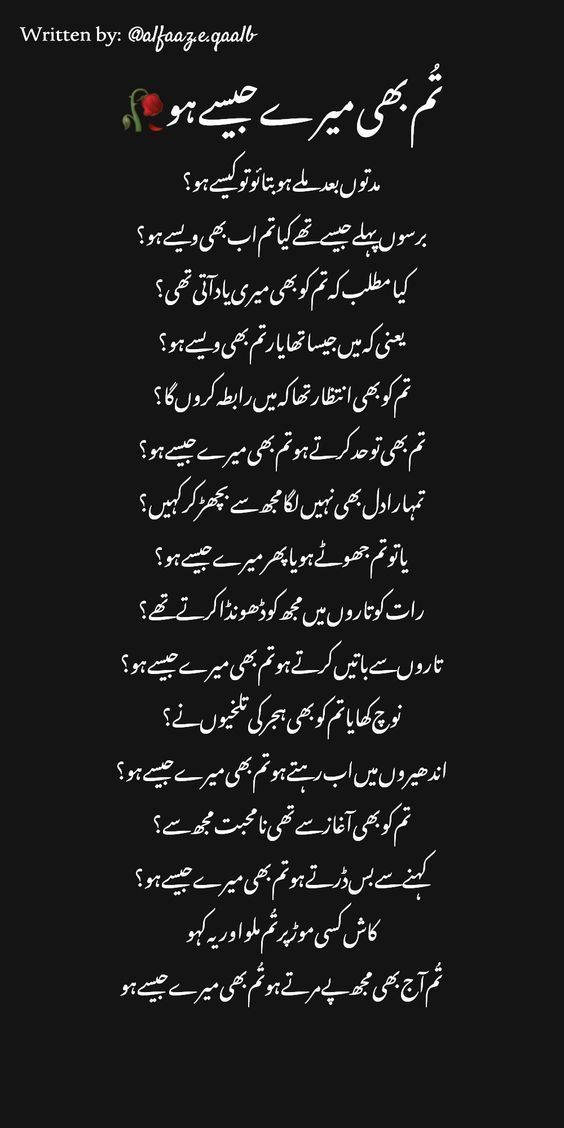 Written by: @alfaaz.e.qaalb
تُم بھی میرے جیسے ہو🥀
مدتوں بعد ملے ہو بتائو تو کیسے ہو؟
برسوں پہلے جیسے تھے کیا تم اب بھی ویسے ہو؟
کیا مطلب کہ تم کو بھی میری یاد آتی تھی؟
یعنی کہ میں جیسا تھا یار تم بھی ویسے ہو؟
تم کو بھی انتظار تھا کہ میں رابطہ کروں گا؟
تم بھی تو حد کرتے ہو تم بھی میرے جیسے ہو؟
تمہارا دل بھی نہیں لگا مجھ سے بچھڑ کر کہیں؟
یا تو تم جھوٹے ہو یا پھر میرے جیسے ہو؟
رات کو تاروں میں مجھ کو ڈھونڈا کرتے تھے؟
تاروں سے باتیں کرتے ہو تم بھی میرے جیسے ہو؟
نوچ کھایا تم کو بھی ہجر کی تلخیوں نے؟
اندھیروں میں اب رہتے ہو تم بھی میرے جیسے ہو؟
تم کو بھی آغاز سے تھی نا محبت مجھ سے؟
کہنے سے بس ڈرتے ہو تم بھی میرے جیسے ہو؟
کاش کسی موڑ پر تُم ملو اور یہ کہو
تُم آج بھی مجھ پے مرتے ہو تُم بھی میرے جیسے ہو